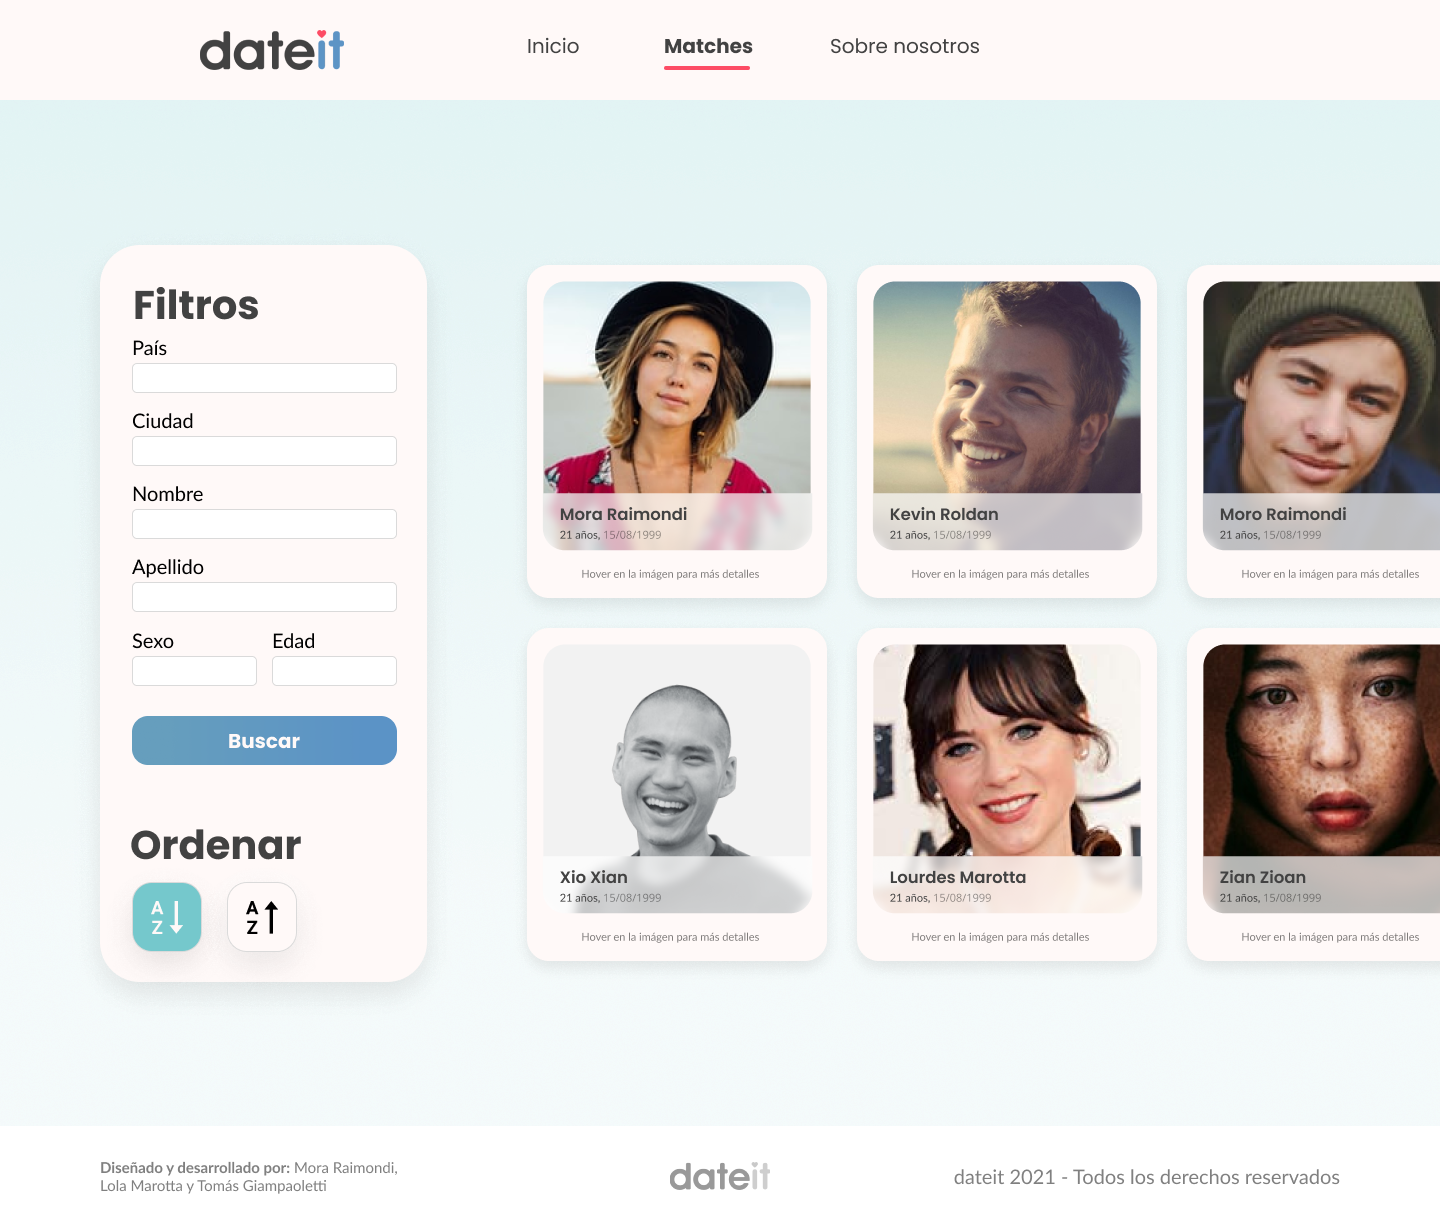 dateit
Inicio
Matches
Sobre nosotros
Filtros
País
Ciudad
Nombre
Apellido
Sexo
Edad
Buscar
Ordenar
A
Z
A
Z
Mora Raimondi
21 años, 15/08/1999
Hover en la imágen para más detalles
Kevin Roldan
21 años, 15/08/1999
Hover en la imágen para más detalles
Moro Raimondi
21 años, 15/08/1999
Hover en la imágen para más detalles
Xio Xian
21 años, 15/08/1999
Hover en la imágen para más detalles
Lourdes Marotta
21 años, 15/08/1999
Hover en la imágen para más detalles
Zian Zioan
21 años, 15/08/1999
Hover en la imágen para más detalles
Diseñado y desarrollado por: Mora Raimondi,
Lola Marotta y Tomás Giampaoletti
dateit
dateit 2021 - Todos los derechos reservados